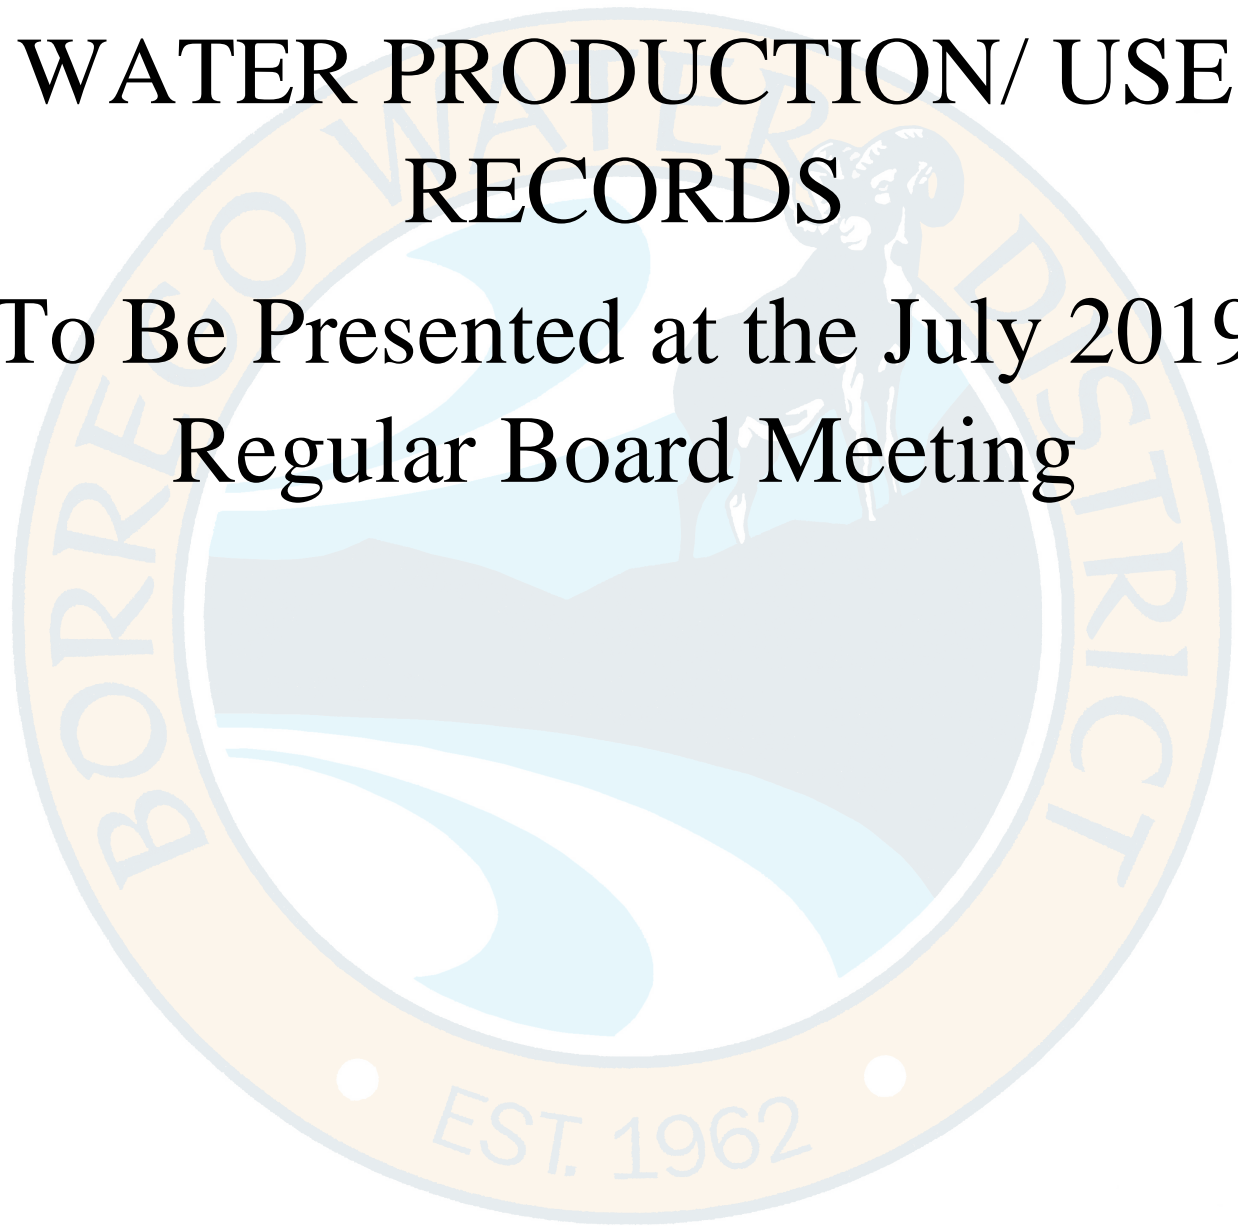 WATER PRODUCTION/ USE
RECORDS
To Be Presented at the July 2019
Regular Board Meeting
BORREGO WATER DISTRICT
EST. 1962